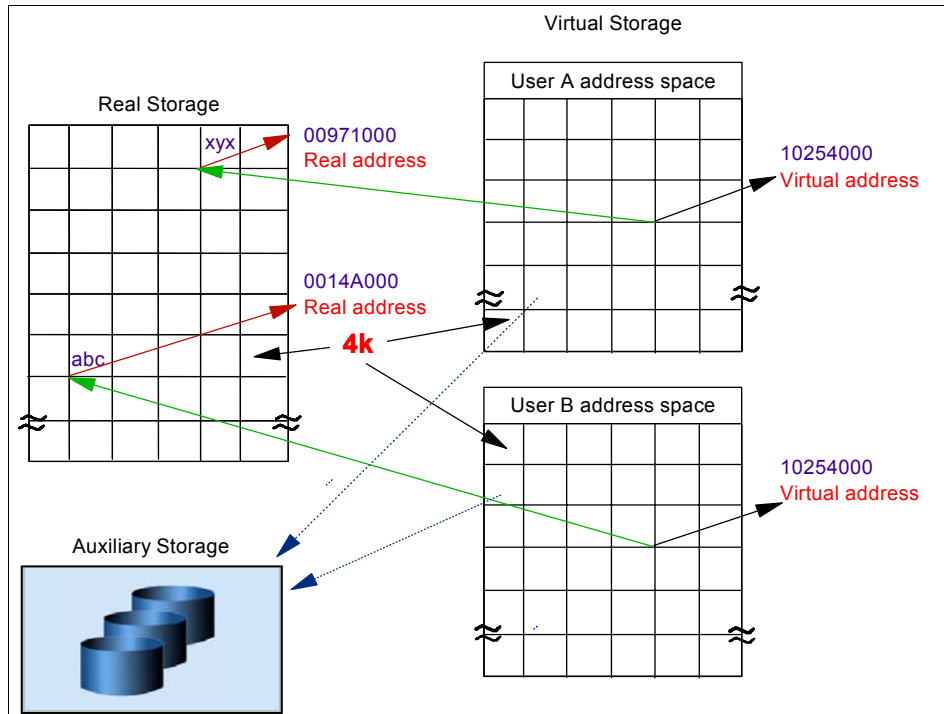 Virtual Storage
User A address space
Real Storage
xyx
00971000
Real address
10254000
Virtual address
0014A000
Real address
4k
abc
User B address space
10254000
Virtual address
Auxiliary Storage